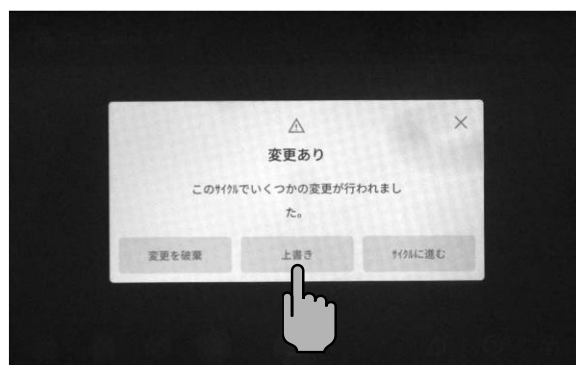 変更あり
このｻｲｸﾙでいくつかの変更が行われまし
た。
変更を破棄
上書き
ｻｲｸﾙに進む